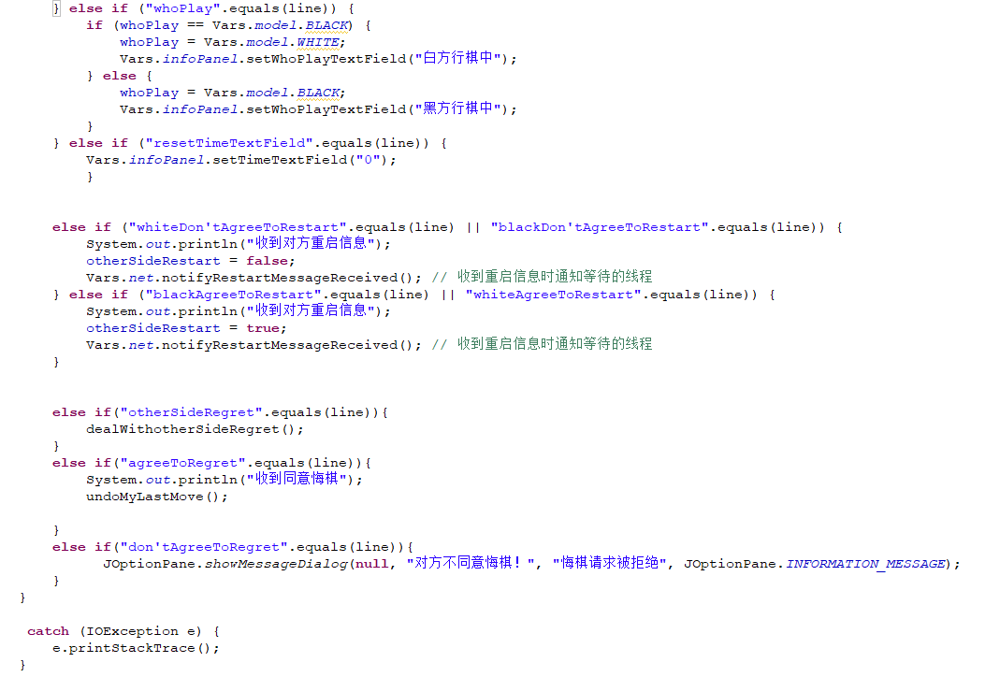 } else if ("whoPlay".equals(line)) {
if (whoPlay == Vars.model.BLACK) {
whoPlay = Vars.model.WHITE;
Vars.infoPanel.setWhoPlayTextField("白方行棋中");
} else {
whoPlay = Vars.model.BLACK;
Vars.infoPanel.setWhoPlayTextField("黑方行棋中");
}
} else if ("resetTimeTextField".equals(line)) {
Vars.infoPanel.setTimeTextField("0");
}
else if ("whiteDon'tAgreeToRestart".equals(line) || "blackDon'tAgreeToRestart".equals(line)) {
System.out.println("收到对方重启信息");
otherSideRestart = false;
Vars.net.notifyRestartMessageReceived(); // 收到重启信息时通知等待的线程
} else if ("blackAgreeToRestart".equals(line) || "whiteAgreeToRestart".equals(line)) {
System.out.println("收到对方重启信息");
otherSideRestart = true;
Vars.net.notifyRestartMessageReceived(); // 收到重启信息时通知等待的线程
}
else if("otherSideRegret".equals(line)){
dealWithotherSideRegret();
}
else if("agreeToRegret".equals(line)){
System.out.println("收到同意悔棋");
undoMyLastMove();
}
else if("don'tAgreeToRegret".equals(line)){
JOptionPane.showMessageDialog(null, "对方不同意悔棋！", "悔棋请求被拒绝", JOptionPane.INFORMATION_MESSAGE);
}
}
catch (IOException e) {
e.printStackTrace();
}